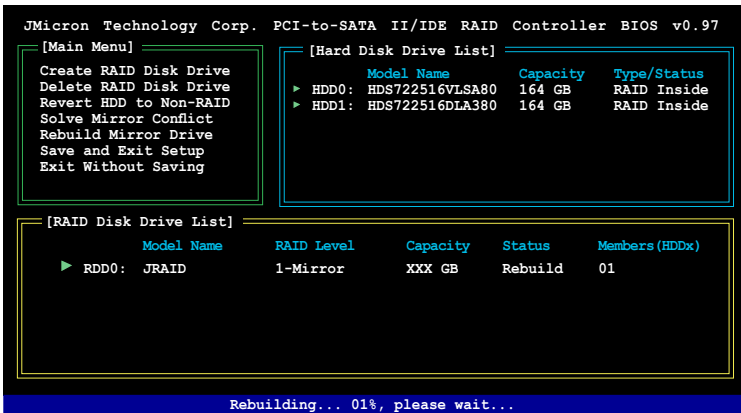 JMicron Technology Corp. PCI-to-SATA II/IDE RAID Controller BIOS v0.97
[Main Menu]
Create RAID Disk Drive
Delete RAID Disk Drive
Revert HDD to Non-RAID
Solve Mirror Conflict
Rebuild Mirror Drive
Save and Exit Setup
Exit Without Saving
[Hard Disk Drive List]
Model Name Capacity Type/Status
HDD0: HDS722516VLSA80 164 GB RAID Inside
HDD1: HDS722516DLA380 164 GB RAID Inside
[RAID Disk Drive List]
Model Name RAID Level Capacity Status Members(HDDx)
RDD0: JRAID 1-Mirror XXX GB Rebuild 01
Rebuilding... 01%, please wait...